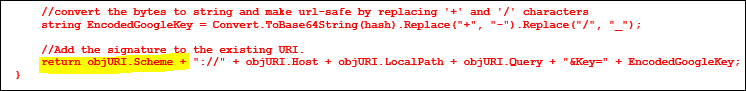 //convert the bytes to string and make url-safe by replacing '+' and '/' characters
string EncodedGoogleKey = Convert.ToBase64String(hash).Replace("+", "-").Replace("/", "_");
//Add the signature to the existing URI.
return objURI.Scheme + "://" + objURI.Host + objURI.LocalPath + objURI.Query + "&Key=" + EncodedGoogleKey;
}